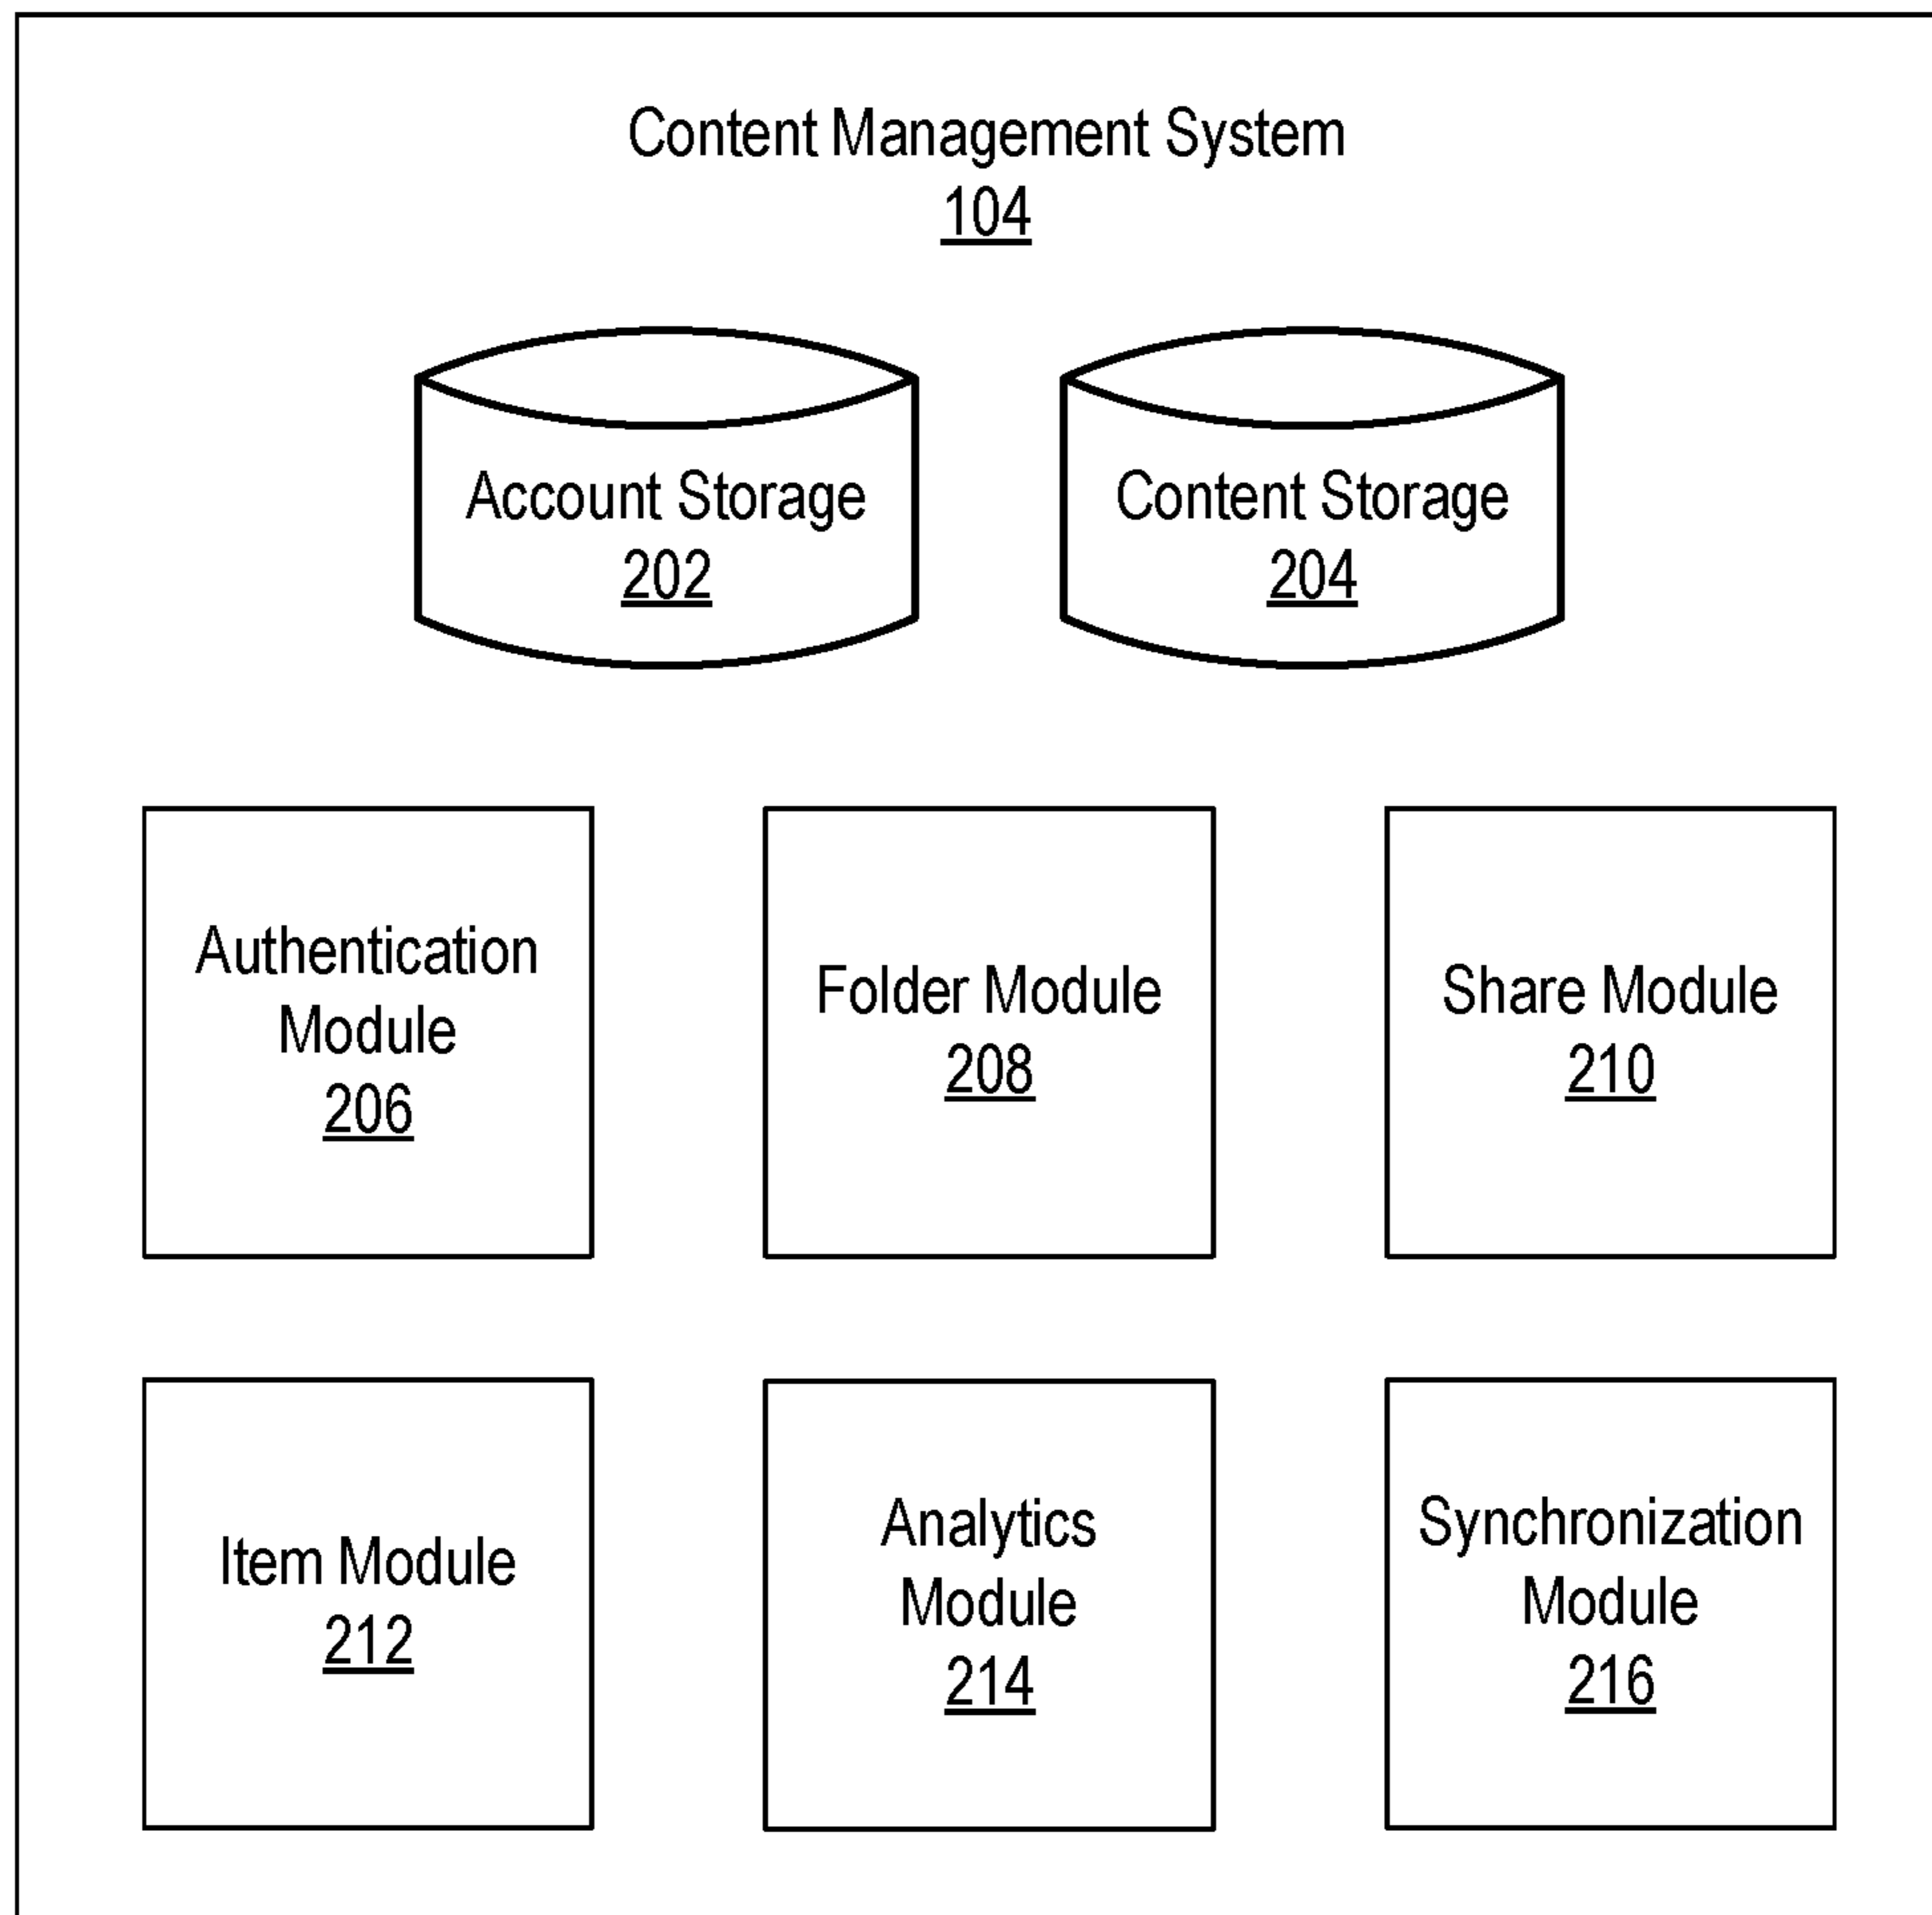 Content Management System
104
Account Storage
202
Content Storage
204
Authentication
Module
206
Folder Module
208
Share Module
210
Item Module
212
Analytics
Module
214
Synchronization
Module
216